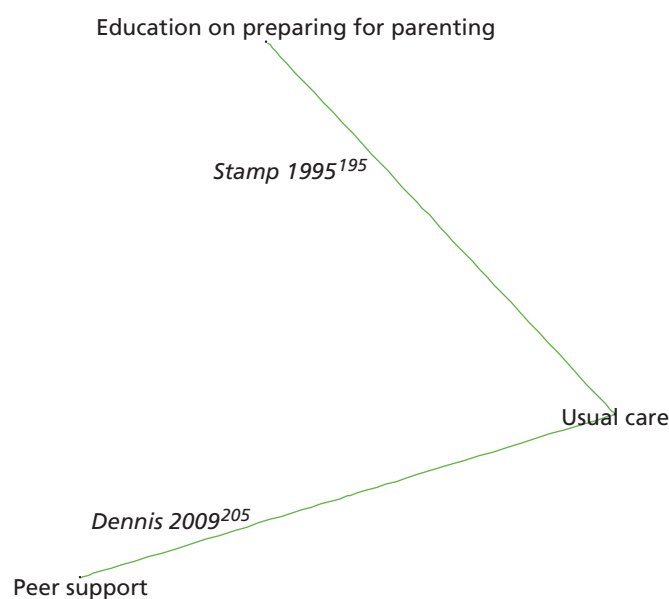 Education on preparing for parenting
Stamp 1995¹⁹⁵
Usual care
Dennis 2009²⁰⁵
Peer support